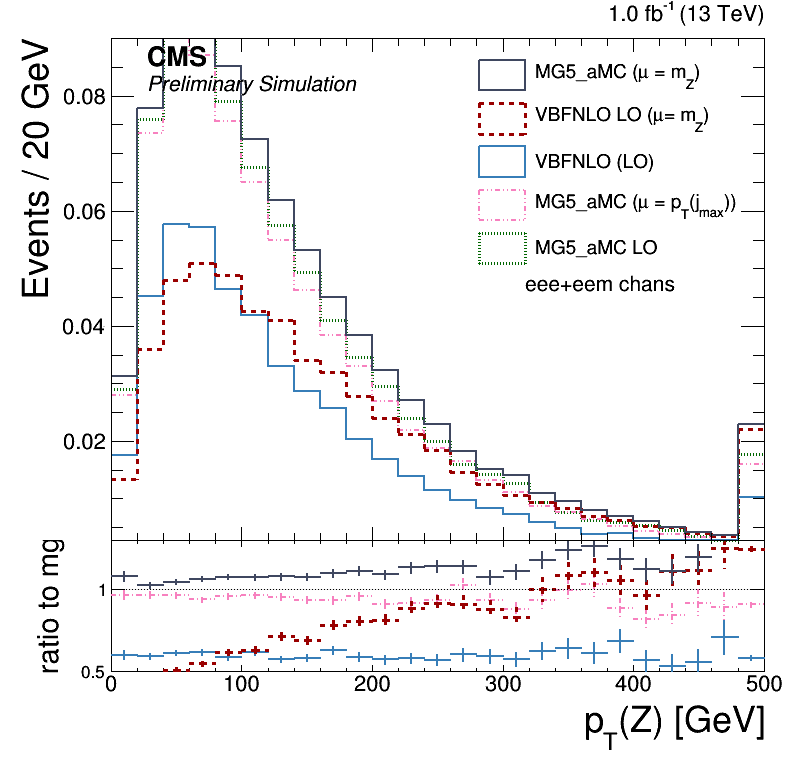 1.0 fb⁻¹ (13 TeV)
CMS
Preliminary Simulation
Events / 20 GeV
0.08
0.06
0.04
0.02
MG5_aMC (μ = m_Z)
VBFNLO LO (μ= m_Z)
VBFNLO (LO)
MG5_aMC (μ = p_T(j_max))
MG5_aMC LO
eee+eem chans
ratio to mg
1
0.5
0 100 200 300 400 500
p_T(Z) [GeV]